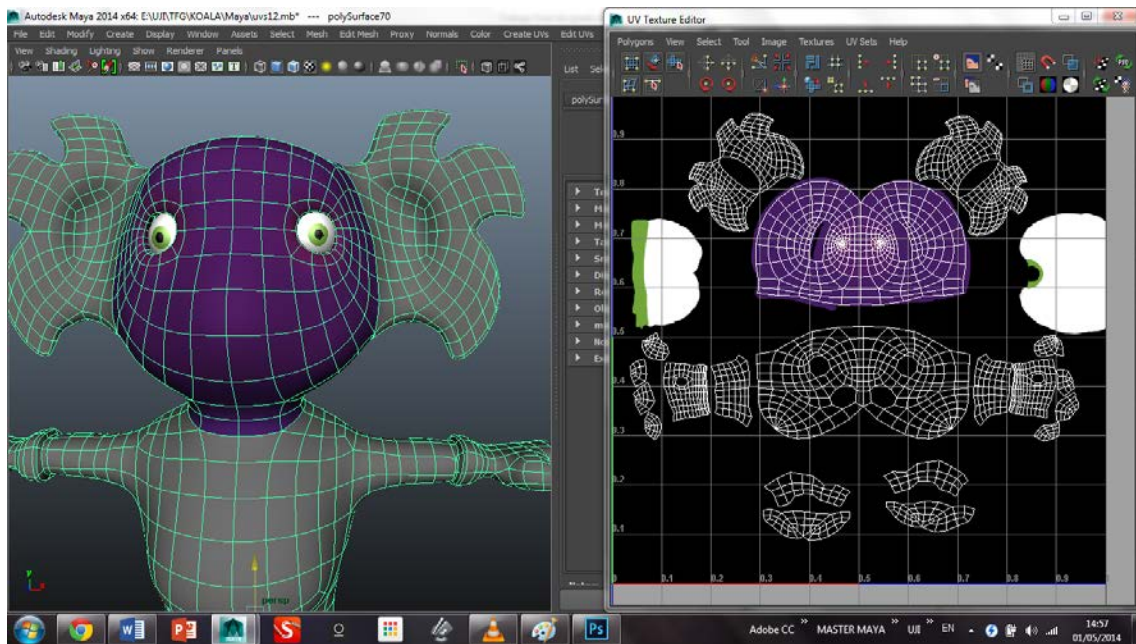 Autodesk Maya 2014 x64: E:\UJI\TFG\KOALA\Maya\uvs12.mb* --- polySurface70
File Edit Modify Create Display Window Assets Select Mesh Edit Mesh Proxy Normals Color Create UVs Edit UVs
View Shading Lighting Show Renderer Panels
List Sel
polySur
persp
y
x
UV Texture Editor
Polygons View Select Tool Image Textures UV Sets Help
0.9
0.8
0.7
0.6
0.5
0.4
0.3
0.2
0.1
0 0.1 0.2 0.3 0.4 0.5 0.6 0.7 0.8 0.9
Adobe CC MASTER MAYA UJI EN
14:57
01/05/2014